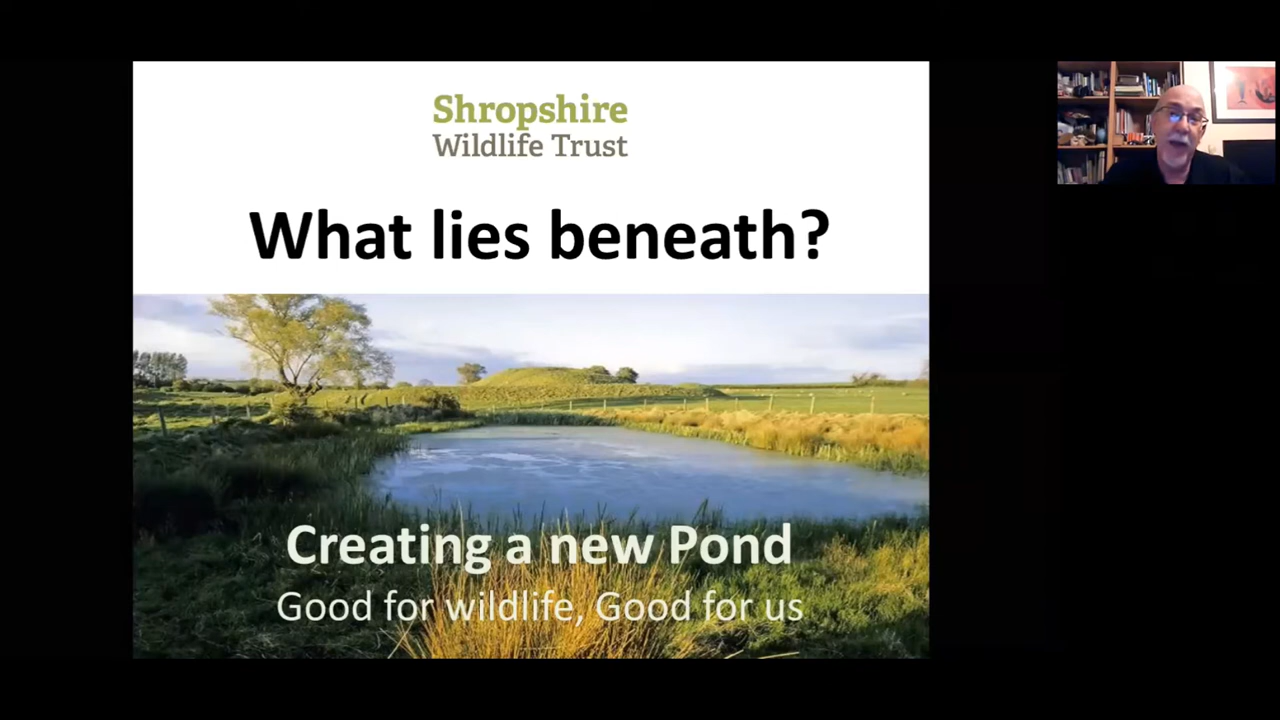 Shropshire
Wildlife Trust
What lies beneath?
Creating a new Pond
Good for wildlife, Good for us